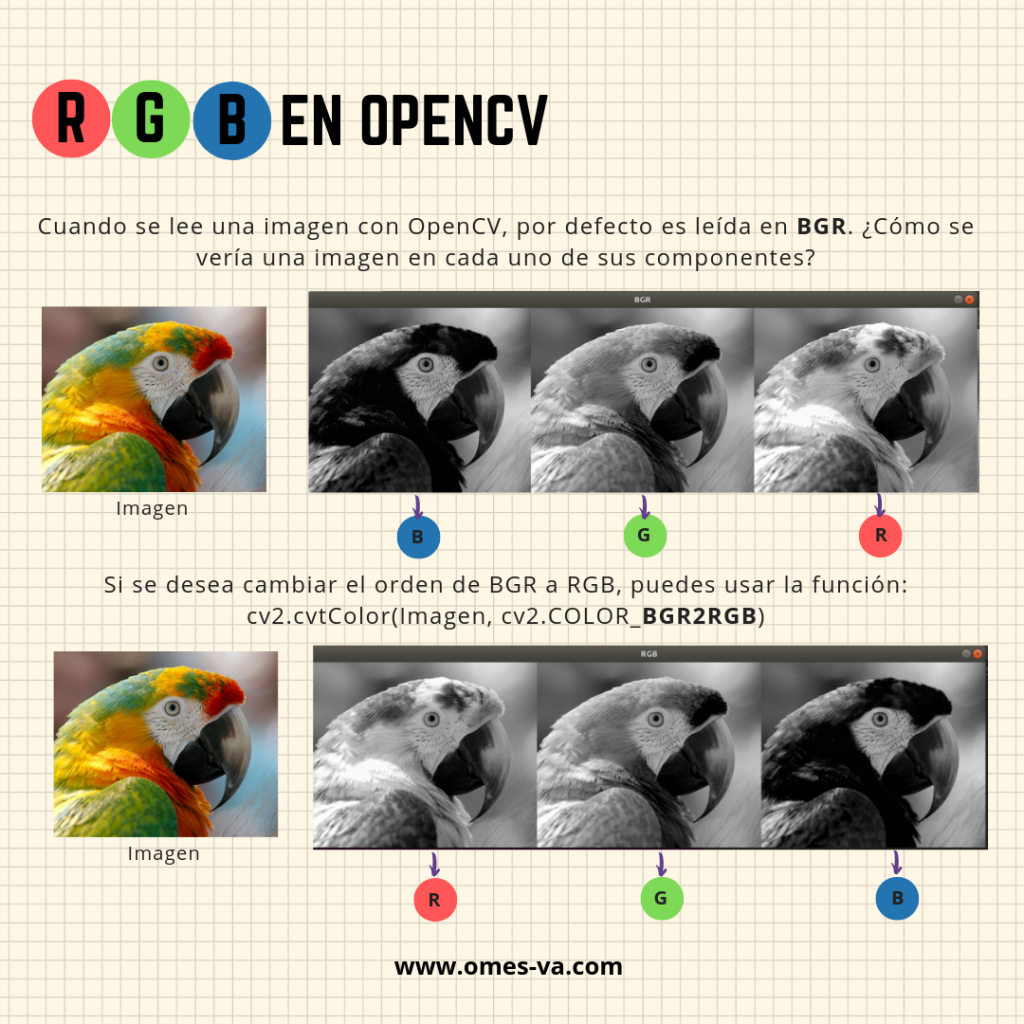 R G B EN OPENCV
Cuando se lee una imagen con OpenCV, por defecto es leída en BGR. ¿Cómo se
vería una imagen en cada uno de sus componentes?
BGR
Imagen
B
G
R
Si se desea cambiar el orden de BGR a RGB, puedes usar la función:
cv2.cvtColor(Imagen, cv2.COLOR_BGR2RGB)
RGB
Imagen
R
G
B
www.omes-va.com